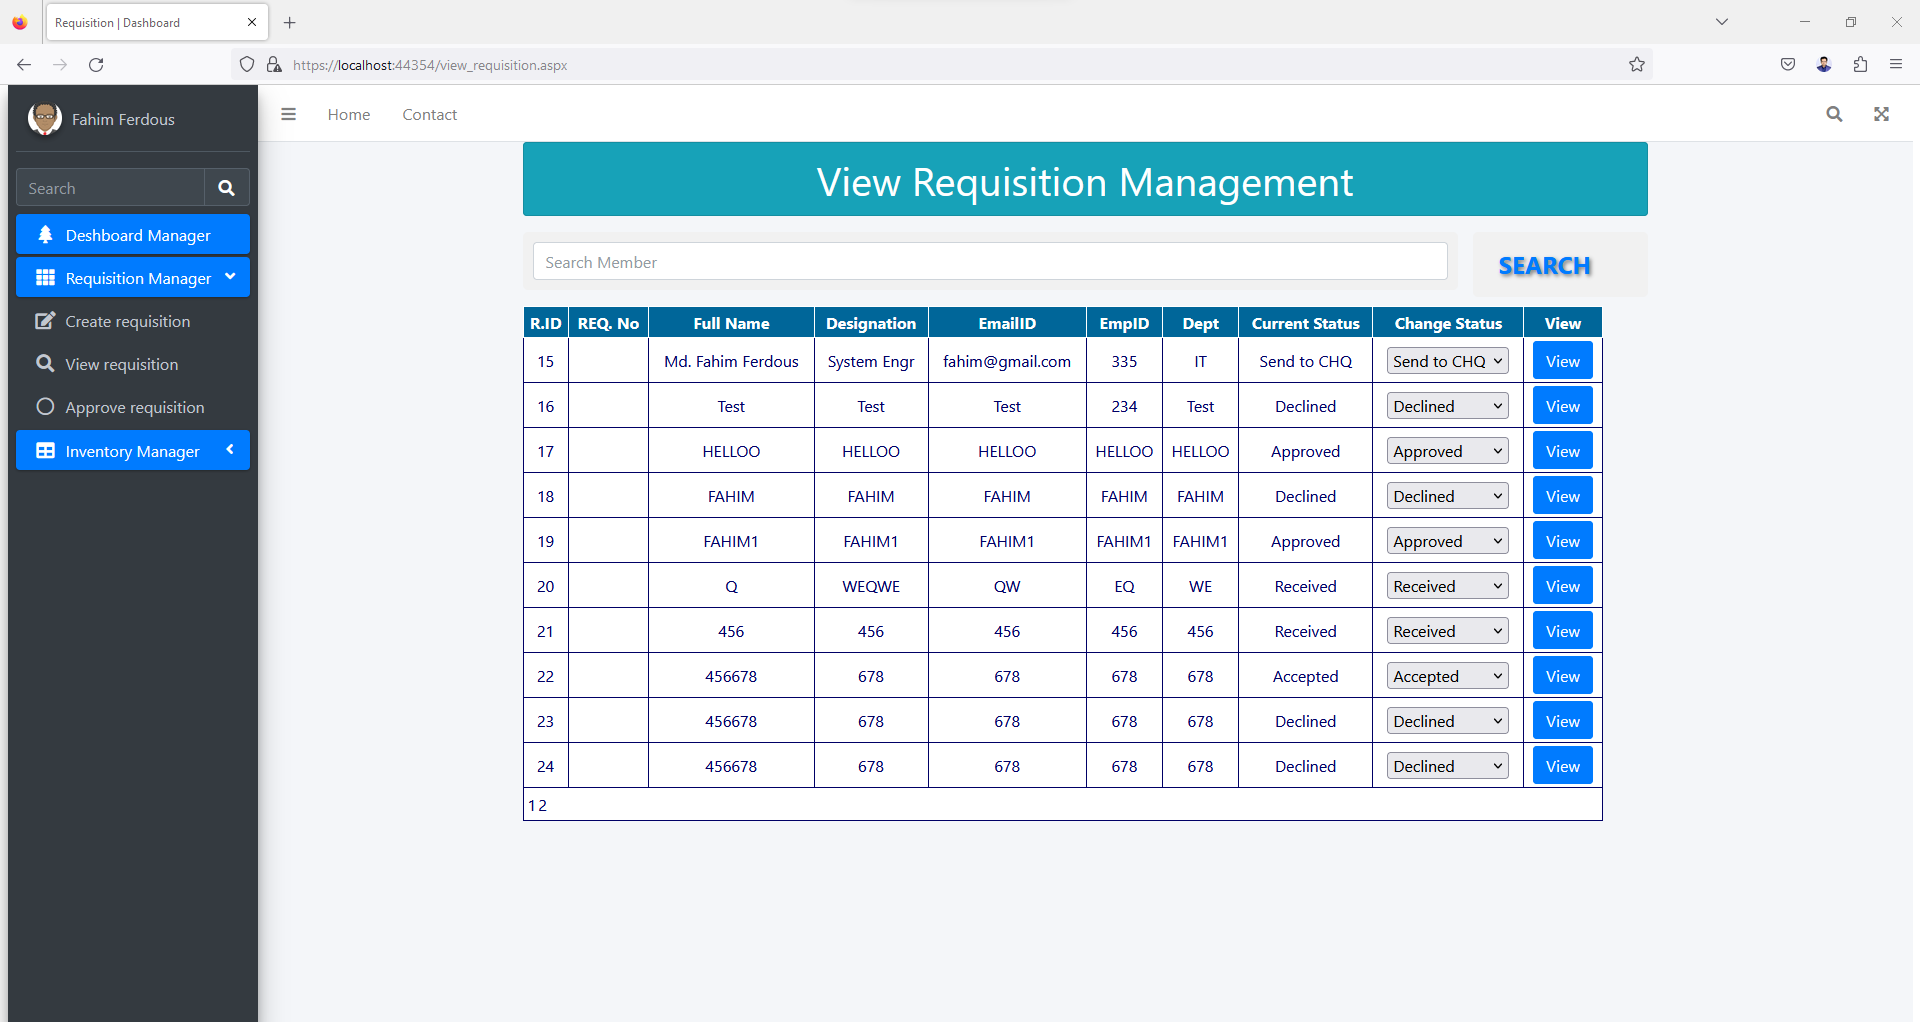 Requisition | Dashboard
https://localhost:44354/view_requisition.aspx
Fahim Ferdous
Home Contact
Search
Deshboard Manager
Requisition Manager
Create requisition
View requisition
Approve requisition
Inventory Manager
View Requisition Management
Search Member
SEARCH
R.ID REQ. No Full Name Designation EmailID EmpID Dept Current Status Change Status View
15 Md. Fahim Ferdous System Engr fahim@gmail.com 335 IT Send to CHQ Send to CHQ View
16 Test Test Test 234 Test Declined Declined View
17 HELLOO HELLOO HELLOO HELLOO HELLOO Approved Approved View
18 FAHIM FAHIM FAHIM FAHIM FAHIM Declined Declined View
19 FAHIM1 FAHIM1 FAHIM1 FAHIM1 FAHIM1 Approved Approved View
20 Q WEQWE QW EQ WE Received Received View
21 456 456 456 456 456 Received Received View
22 456678 678 678 678 678 Accepted Accepted View
23 456678 678 678 678 678 Declined Declined View
24 456678 678 678 678 678 Declined Declined View
1 2